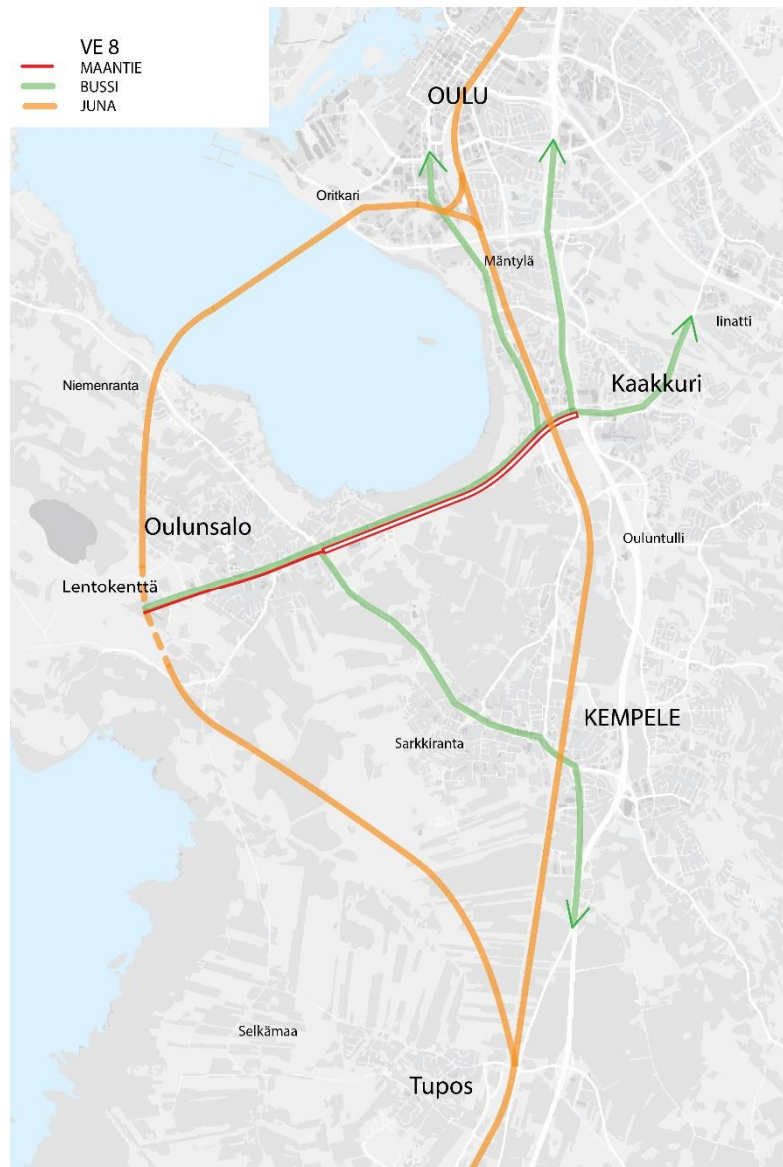 VE 8
MAANTIE
BUSSI
JUNA
OULU
Oritkari
Mäntylä
Iinatti
Niemenranta
Kaakkuri
Oulunsalo
Ouluntulli
Lentokenttä
KEMPELE
Sarkkiranta
Selkämaa
Tupos